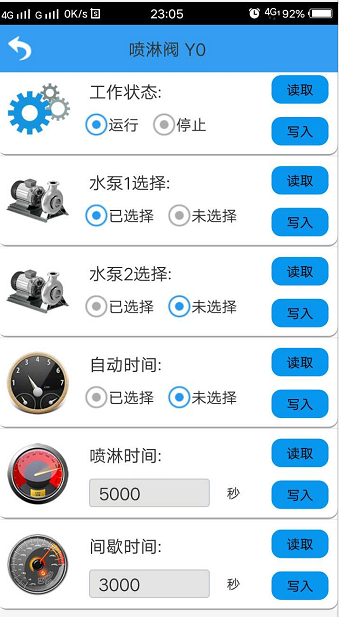 4G G 0K/s 23:05 4G 92%
喷淋阀 Y0
工作状态:
读取
运行 停止
写入
水泵1选择:
读取
已选择 未选择
写入
水泵2选择:
读取
已选择 未选择
写入
自动时间:
读取
已选择 未选择
写入
喷淋时间:
读取
5000 秒
写入
间歇时间:
读取
3000 秒
写入